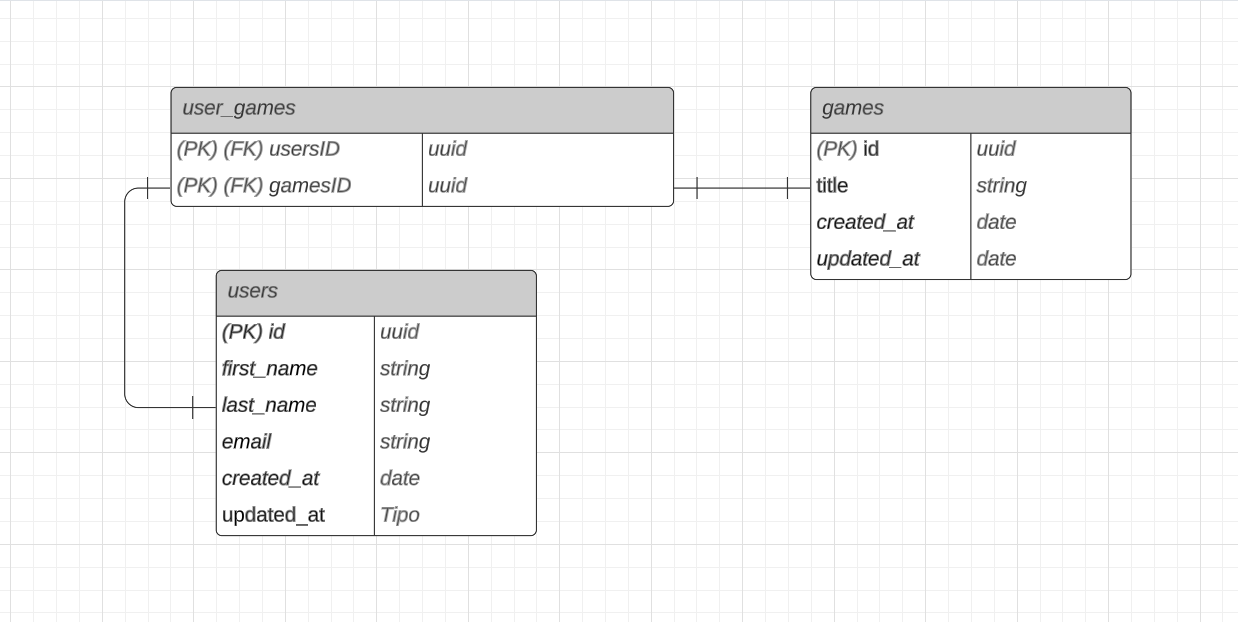 user_games
(PK) (FK) usersID uuid
(PK) (FK) gamesID uuid
games
(PK) id uuid
title string
created_at date
updated_at date
users
(PK) id uuid
first_name string
last_name string
email string
created_at date
updated_at Tipo